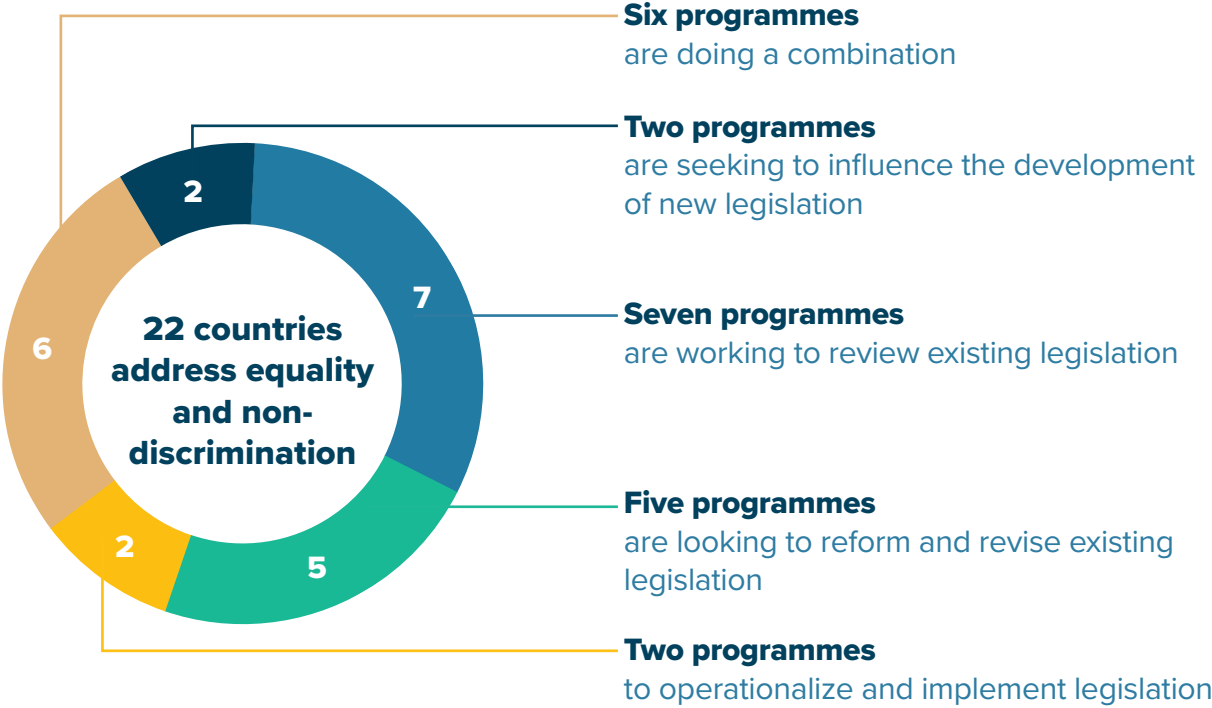 Six programmes
are doing a combination
Two programmes
are seeking to influence the development
of new legislation
2
7
Seven programmes
are working to review existing legislation
22 countries
address equality
and non-
discrimination
6
Five programmes
are looking to reform and revise existing
legislation
2
5
Two programmes
to operationalize and implement legislation